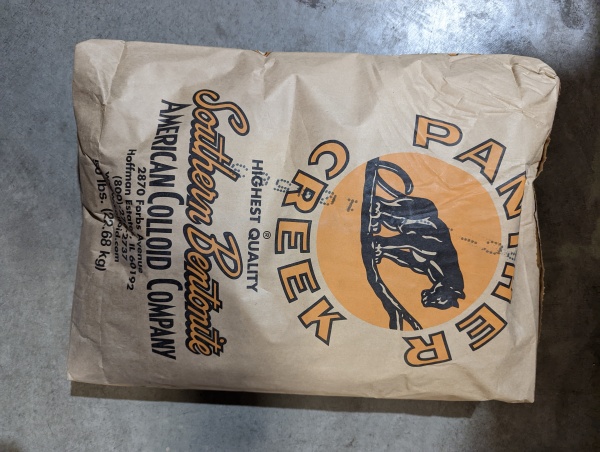 PANTHER
CREEK
®
HIGHEST QUALITY
Southern Bentonite
AMERICAN COLLOID COMPANY
2870 Forbs Avenue
Hoffman Estates, IL 60192
(800)
50 lbs. (22.68 kg)